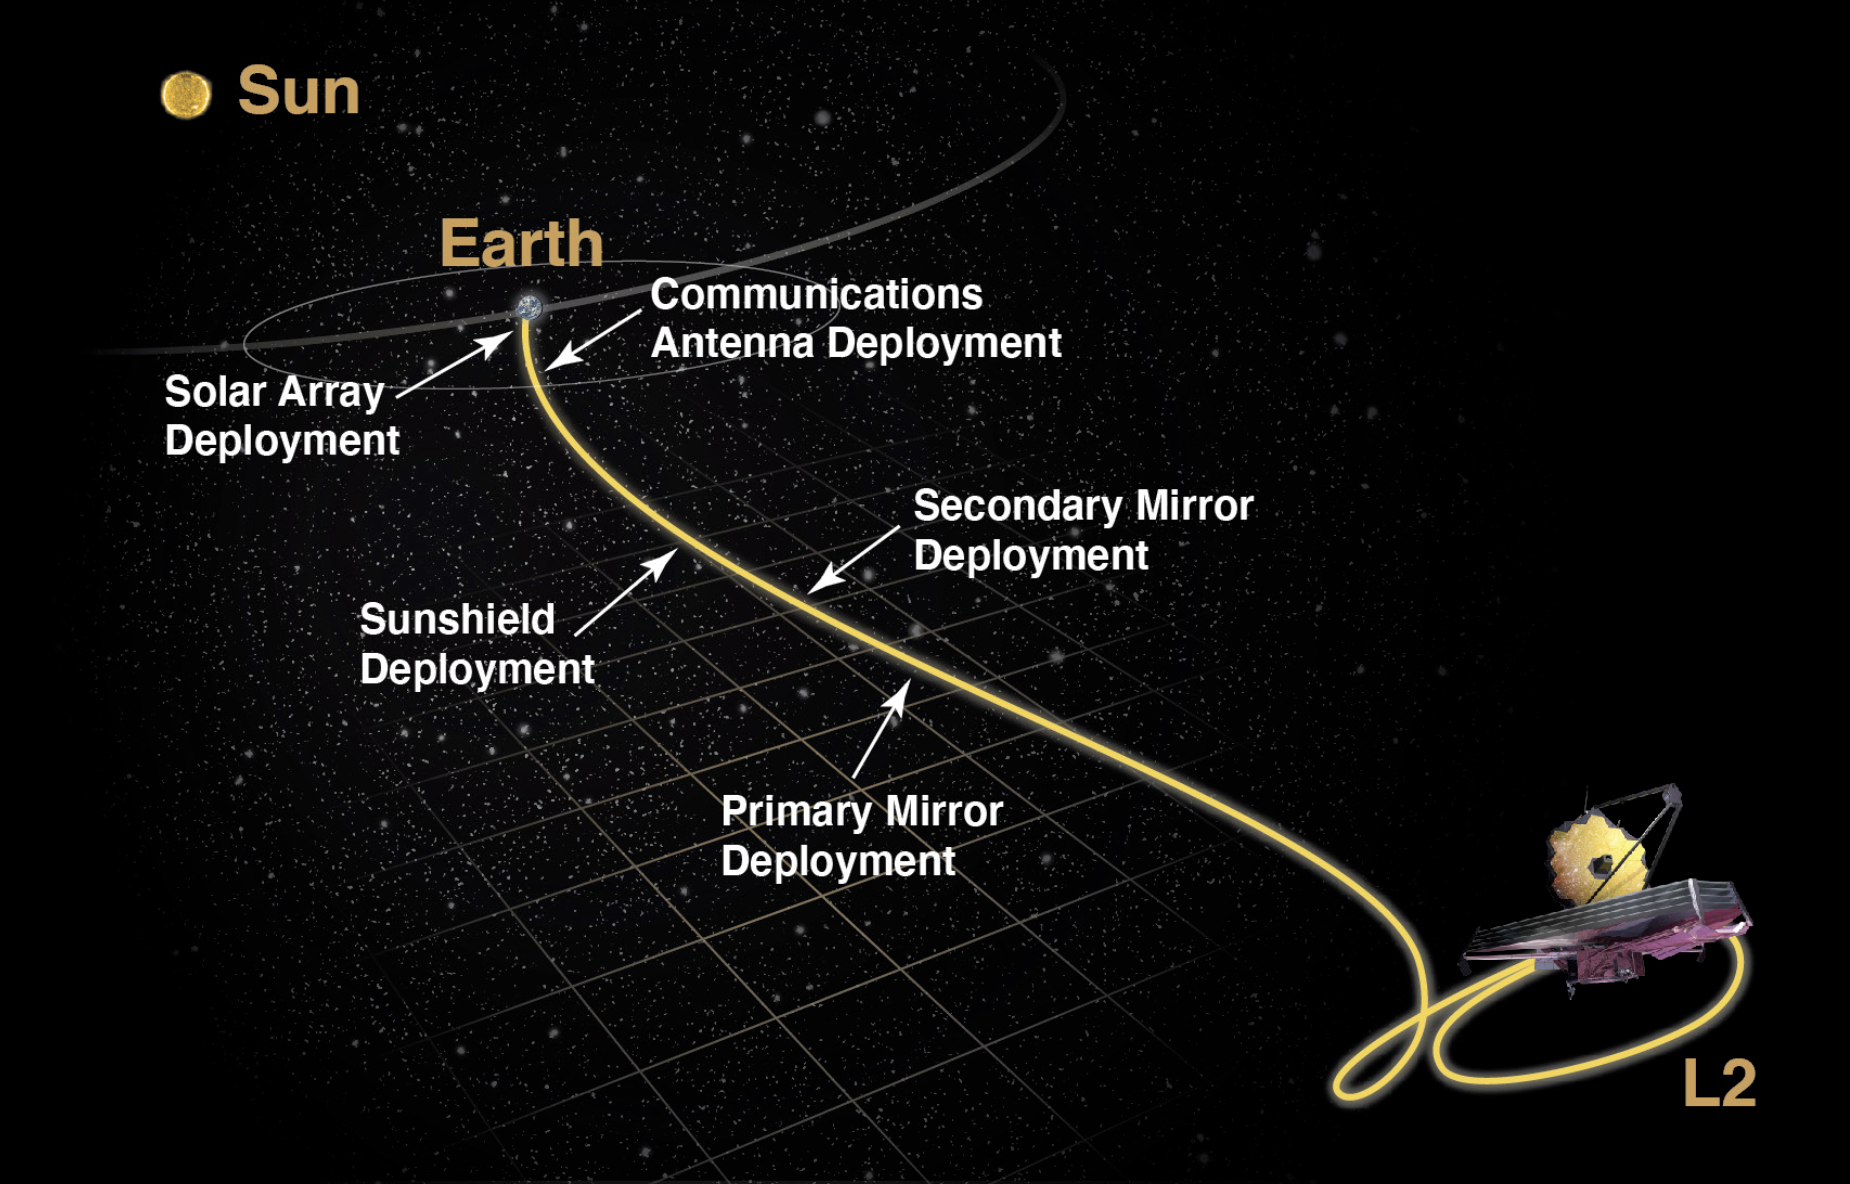 Sun
Earth
Communications
Antenna Deployment
Solar Array
Deployment
Secondary Mirror
Deployment
Sunshield
Deployment
Primary Mirror
Deployment
L2